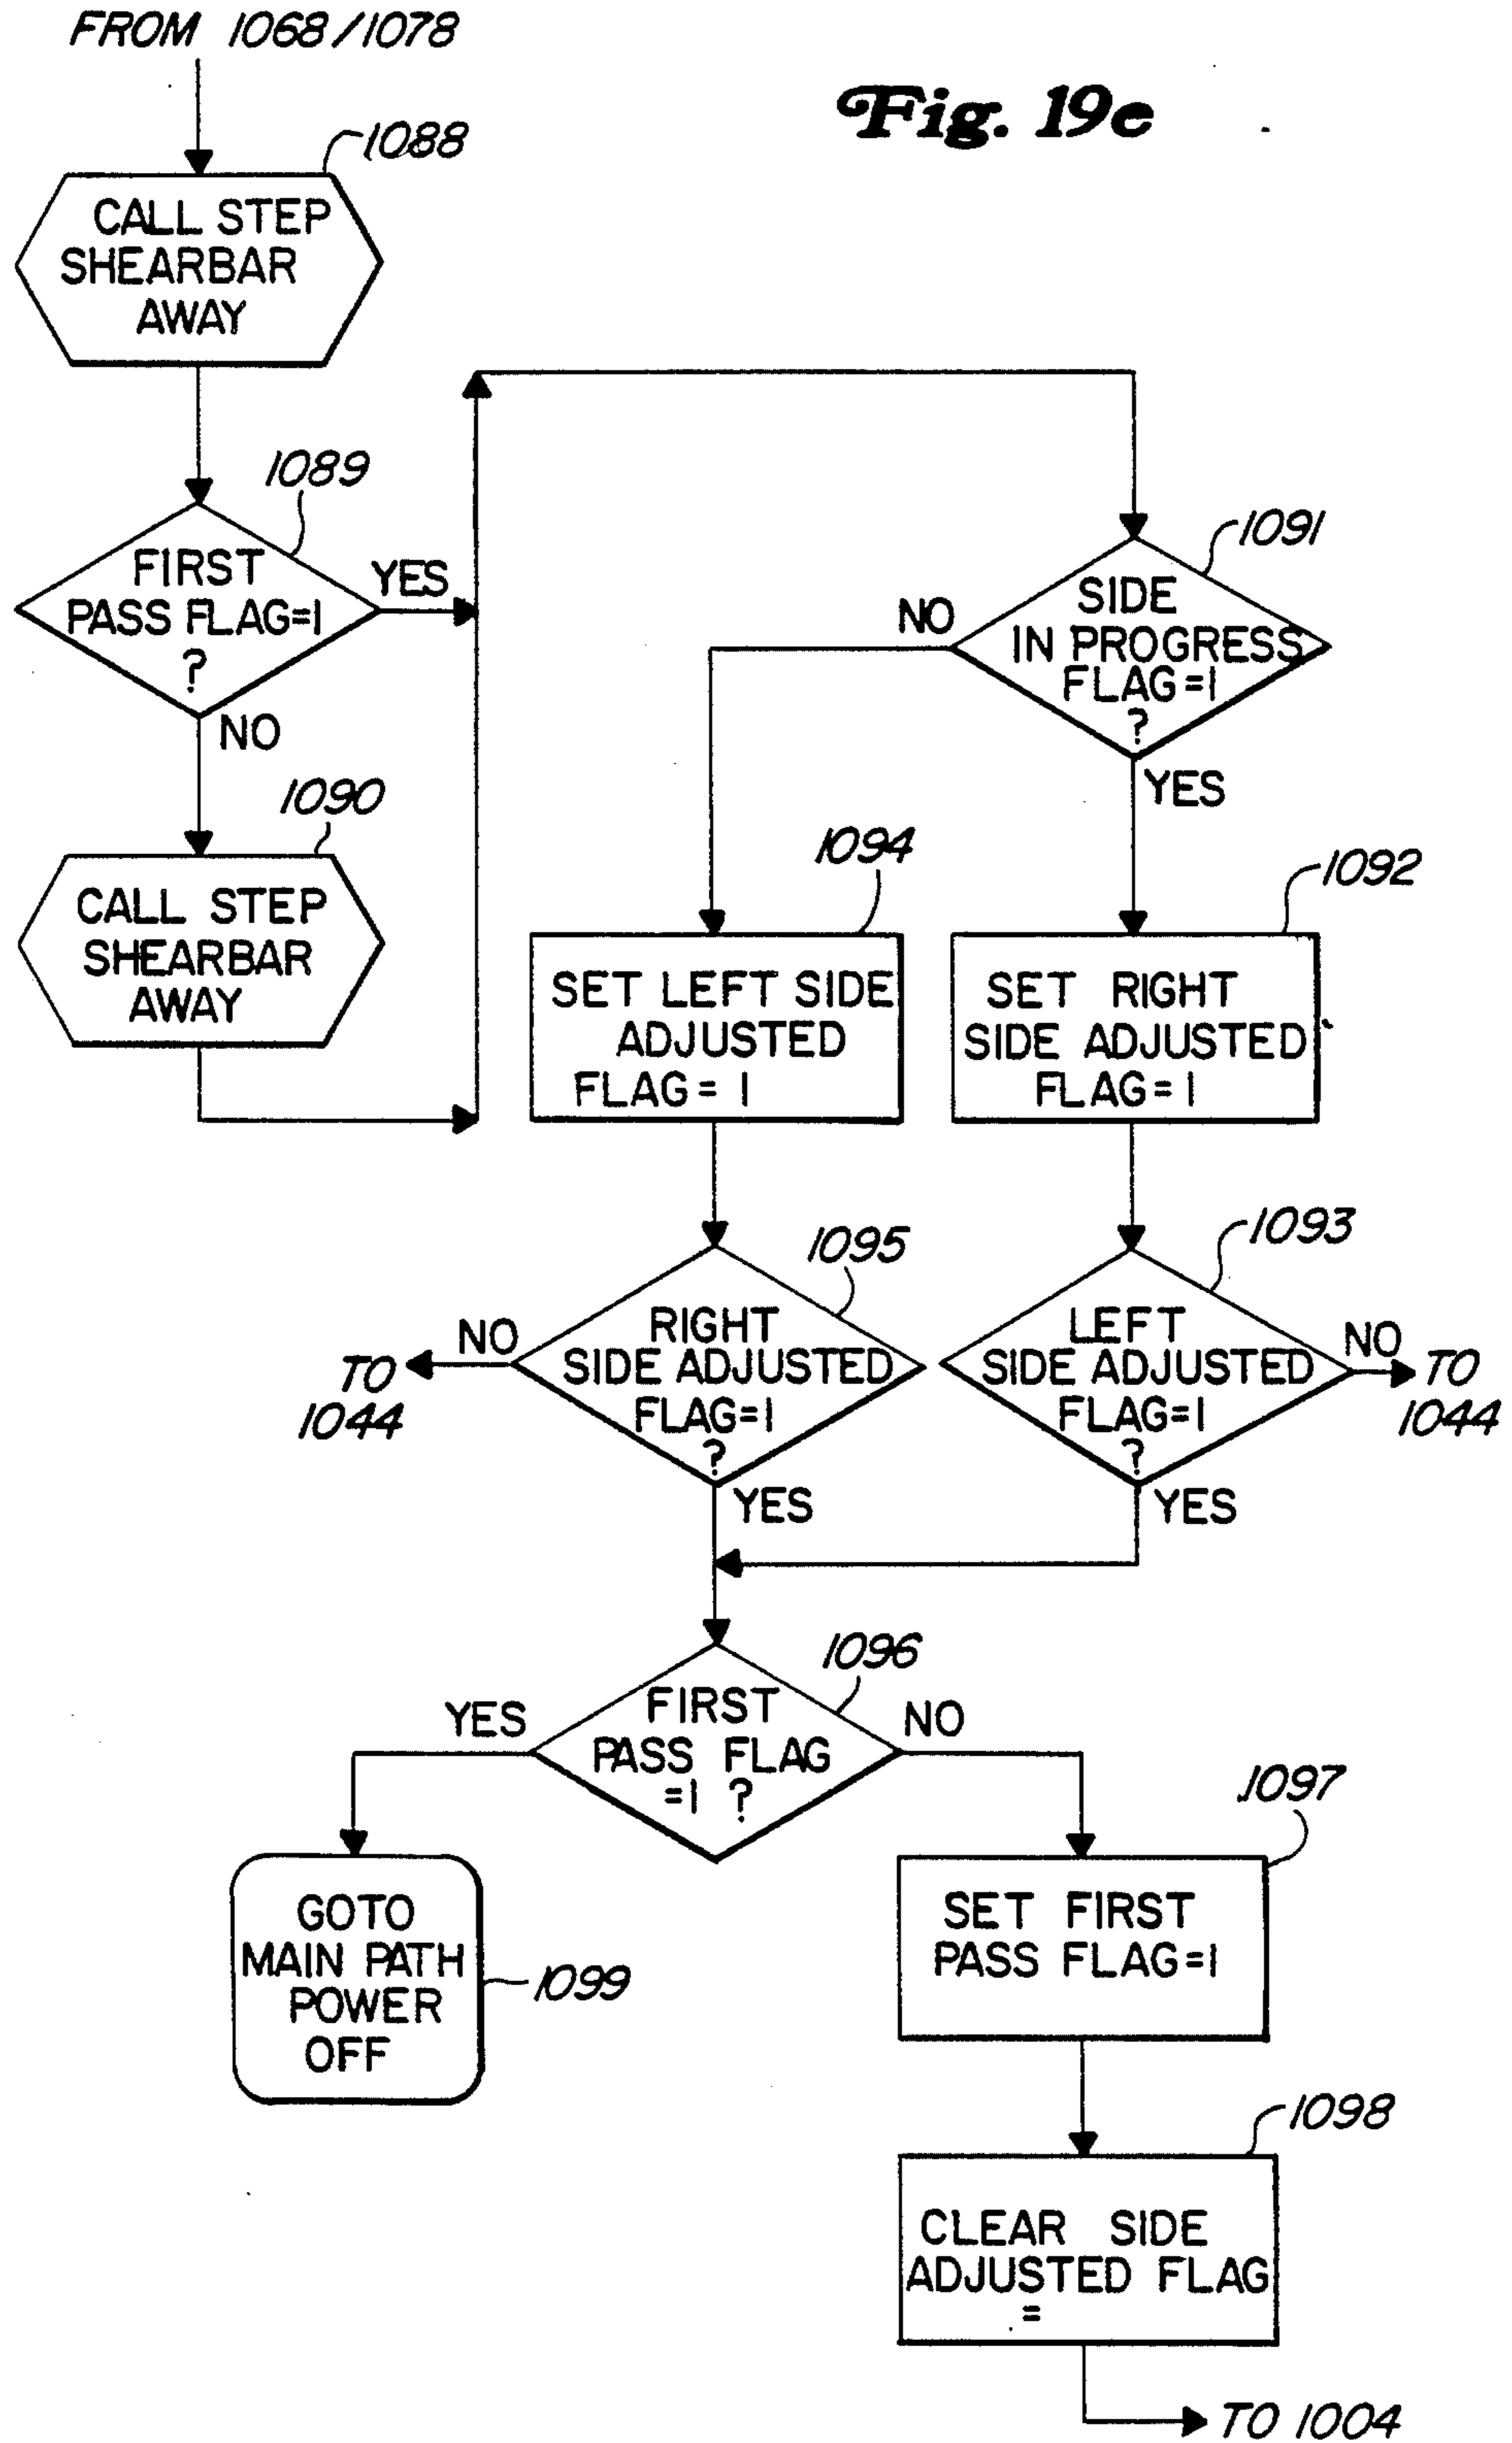 FROM 1068/1078
Fig. 19e
1088
CALL STEP
SHEARBAR
AWAY
1089
FIRST
PASS FLAG=1
?
YES
NO
1090
CALL STEP
SHEARBAR
AWAY
1091
SIDE
IN PROGRESS
FLAG=1
?
NO
YES
1094
SET LEFT SIDE
ADJUSTED
FLAG= 1
1092
SET RIGHT
SIDE ADJUSTED
FLAG=1
1095
RIGHT
SIDE ADJUSTED
FLAG=1
?
NO
TO
1044
YES
1093
LEFT
SIDE ADJUSTED
FLAG=1
?
NO
TO
1044
YES
1096
FIRST
PASS FLAG
=1 ?
YES
NO
GOTO
MAIN PATH
POWER
OFF
1099
1097
SET FIRST
PASS FLAG=1
1098
CLEAR SIDE
ADJUSTED FLAG
=
TO 1004